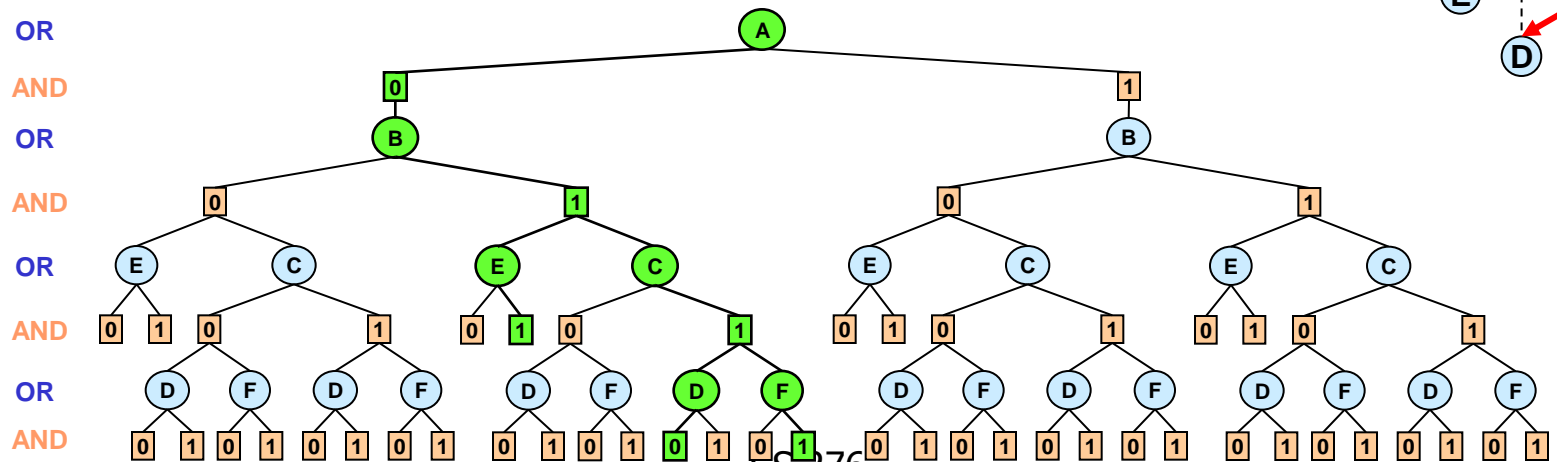 OR A E
D
AND 0 1
OR B B
AND 0 1 0 1
OR E C E C E C E C
AND 0 1 0 1 0 1 0 1 0 1 0 1 0 1 0 1
OR D F D F D F D F D F D F D F D F
AND 0 1 0 1 0 1 0 1 0 1 0 1 0 1 0 1 0 1 0 1 0 1 0 1 0 1 0 1 0 1 0 1